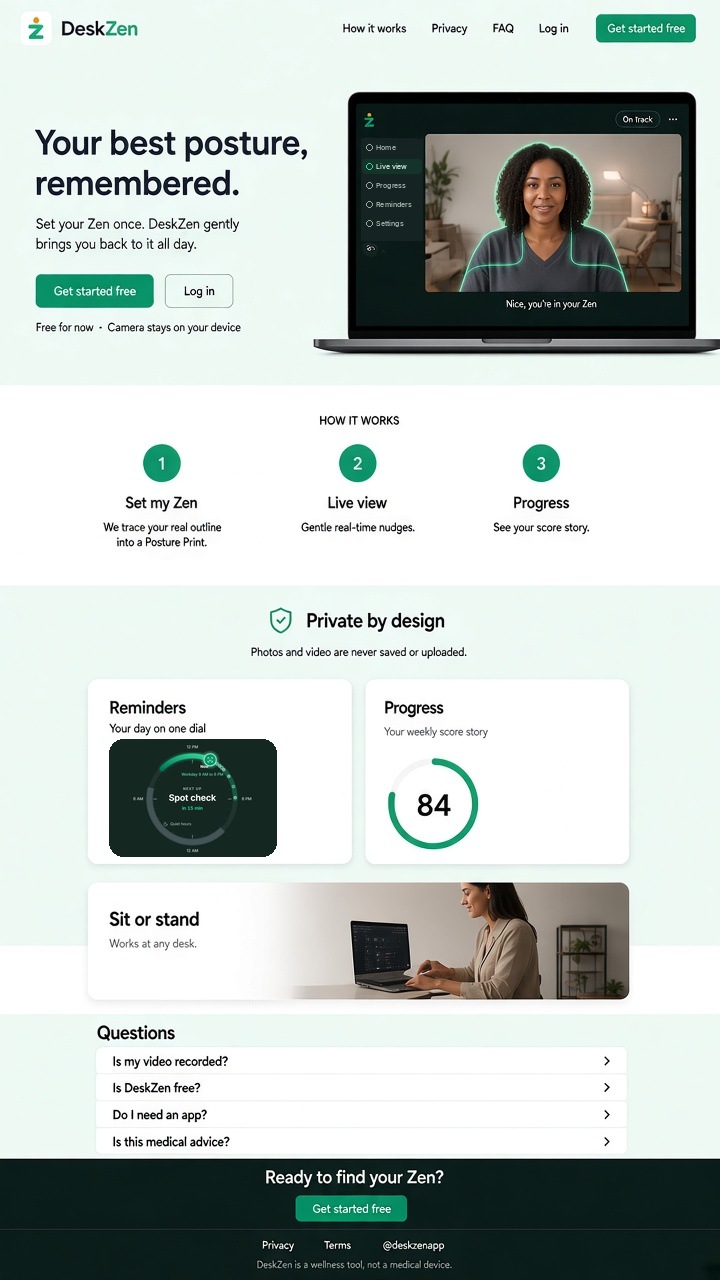 DeskZen
How it works
Privacy
FAQ
Log in
Get started free
Your best posture,
remembered.
Set your Zen once. DeskZen gently
brings you back to it all day.
Get started free
Log in
Free for now • Camera stays on your device
On track
Home
Live view
Progress
Reminders
Settings
Nice, you're in your Zen
HOW IT WORKS
1
Set my Zen
We trace your real outline
into a Posture Print.
2
Live view
Gentle real-time nudges.
3
Progress
See your score story.
Private by design
Photos and video are never saved or uploaded.
Reminders
Your day on one dial
12 PM
Now
Workday 9 AM to 6 PM
NEXT UP
6 AM
Spot check
6 PM
in 15 min
Quiet hours
12 AM
Progress
Your weekly score story
84
Sit or stand
Works at any desk.
Questions
Is my video recorded?
Is DeskZen free?
Do I need an app?
Is this medical advice?
Ready to find your Zen?
Get started free
Privacy
Terms
@deskzenapp
DeskZen is a wellness tool, not a medical device.